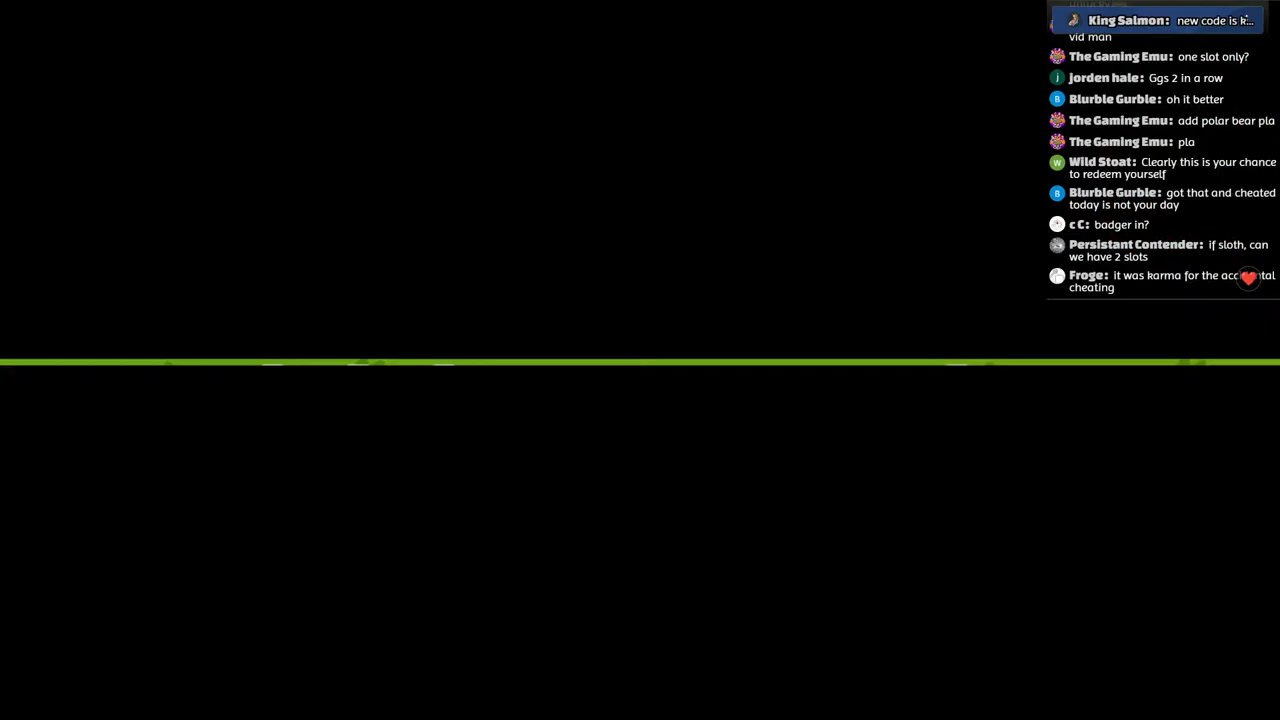 King Salmon: new code is k...
vid man
The Gaming Emu: one slot only?
jorden hale: Ggs 2 in a row
Blurble Gurble: oh it better
The Gaming Emu: add polar bear pla
The Gaming Emu: pla
Wild Stoat: Clearly this is your chance
to redeem yourself
Blurble Gurble: got that and cheated
today is not your day
c C: badger in?
Persistant Contender: if sloth, can
we have 2 slots
Froge: it was karma for the accidental
cheating